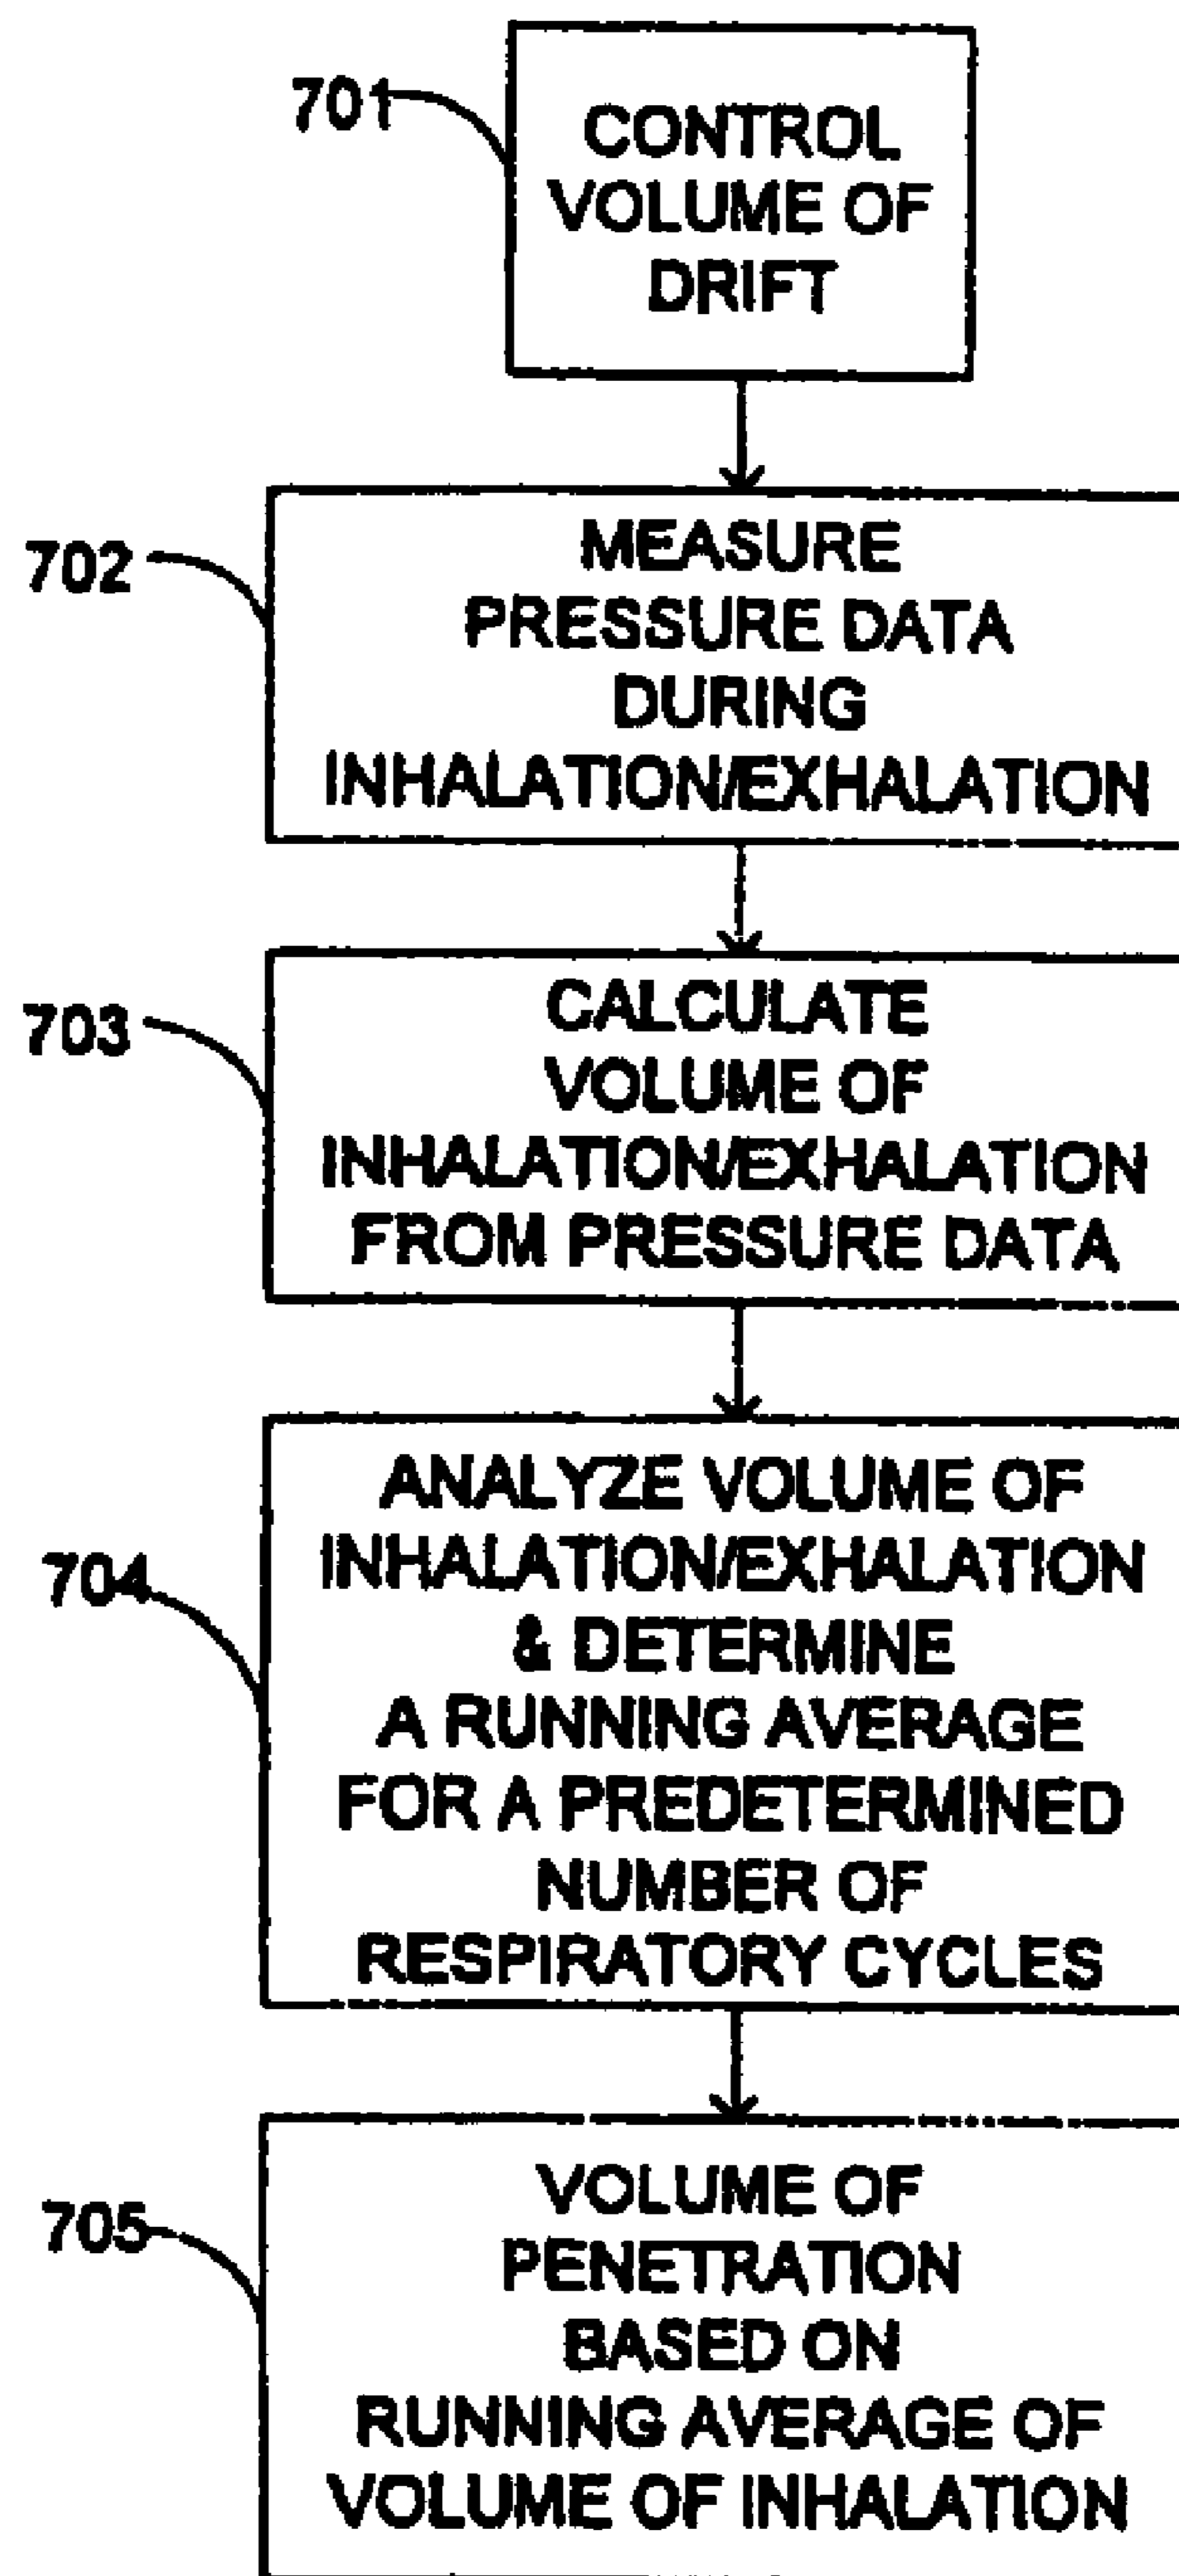 701
CONTROL
VOLUME OF
DRIFT
702
MEASURE
PRESSURE DATA
DURING
INHALATION/EXHALATION
703
CALCULATE
VOLUME OF
INHALATION/EXHALATION
FROM PRESSURE DATA
704
ANALYZE VOLUME OF
INHALATION/EXHALATION
& DETERMINE
A RUNNING AVERAGE
FOR A PREDETERMINED
NUMBER OF
RESPIRATORY CYCLES
705
VOLUME OF
PENETRATION
BASED ON
RUNNING AVERAGE OF
VOLUME OF INHALATION